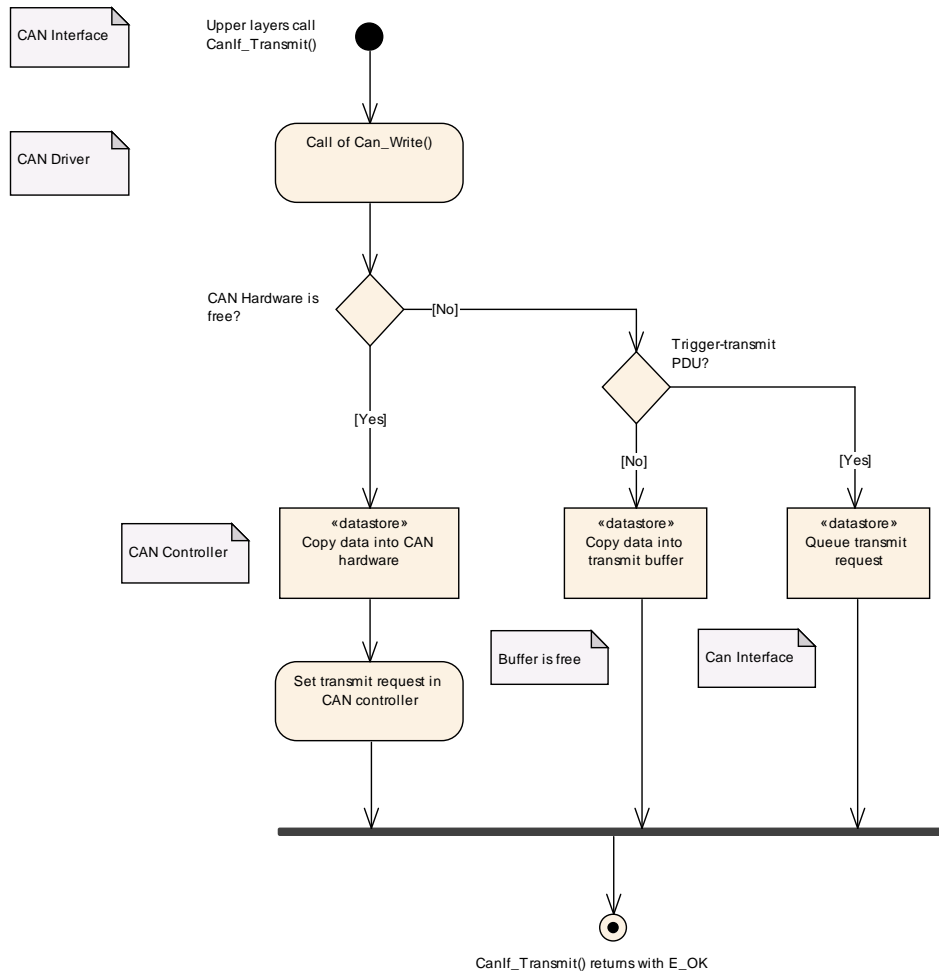 CAN Interface
Upper layers call
CanIf_Transmit()
CAN Driver
Call of Can_Write()
CAN Hardware is
free?
[No]
Trigger-transmit
PDU?
[Yes]
[No]
[Yes]
CAN Controller
«datastore»
Copy data into CAN
hardware
«datastore»
Copy data into
transmit buffer
«datastore»
Queue transmit
request
Buffer is free
Can Interface
Set transmit request in
CAN controller
CanIf_Transmit() returns with E_OK